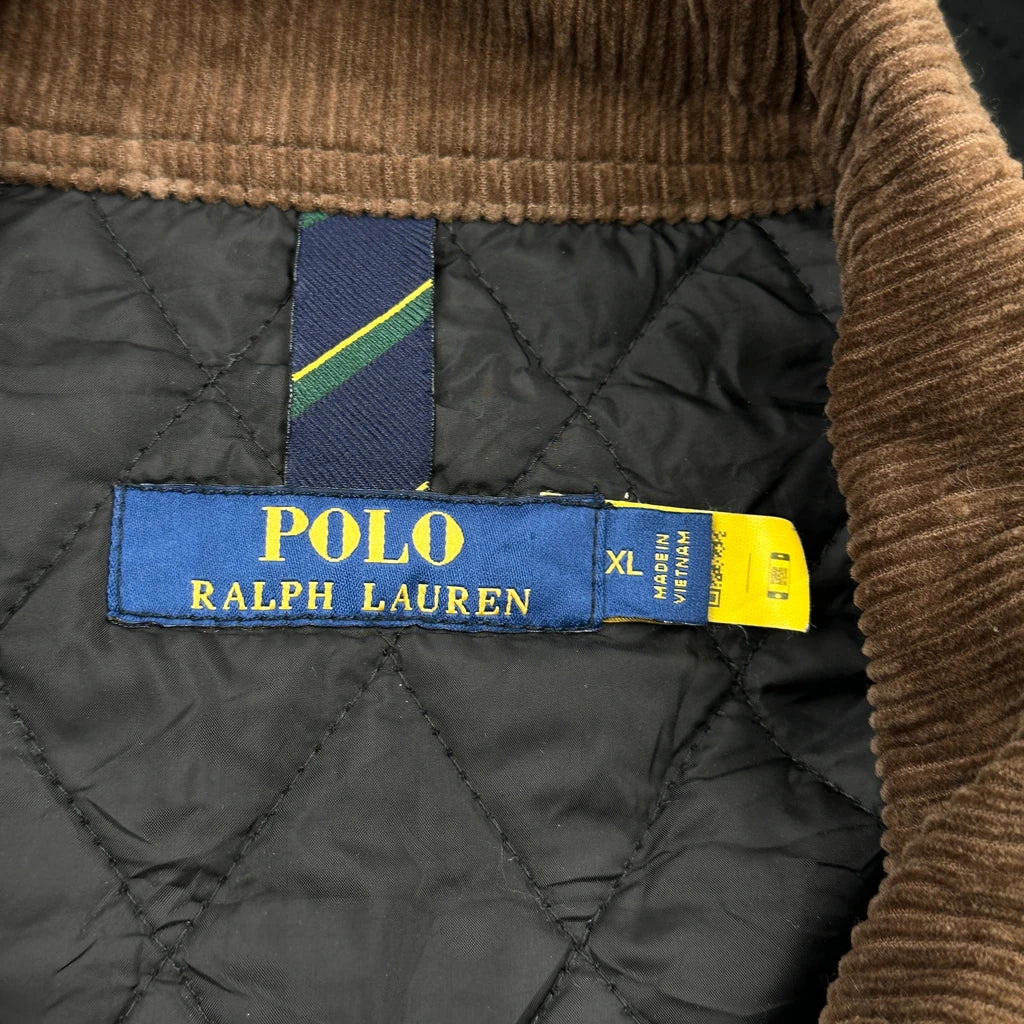 POLO
RALPH LAUREN
XL
MADE IN
VIETNAM